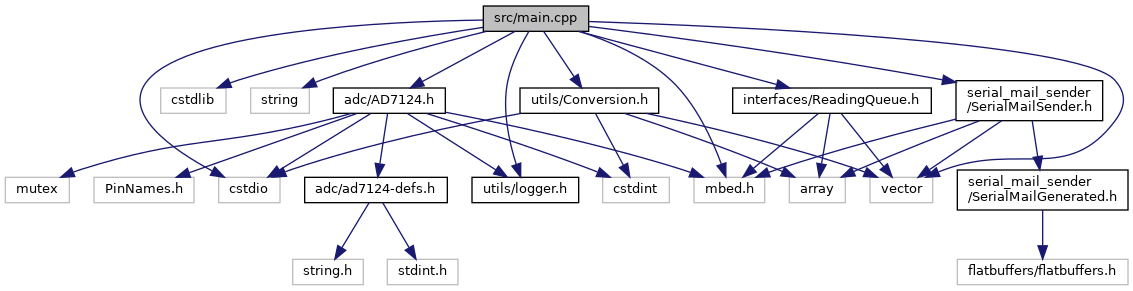 src/main.cpp
cstdlib
string
adc/AD7124.h
utils/Conversion.h
interfaces/ReadingQueue.h
serial_mail_sender
/SerialMailSender.h
mutex
PinNames.h
cstdio
adc/ad7124-defs.h
utils/logger.h
cstdint
mbed.h
array
vector
serial_mail_sender
/SerialMailGenerated.h
string.h
stdint.h
flatbuffers/flatbuffers.h